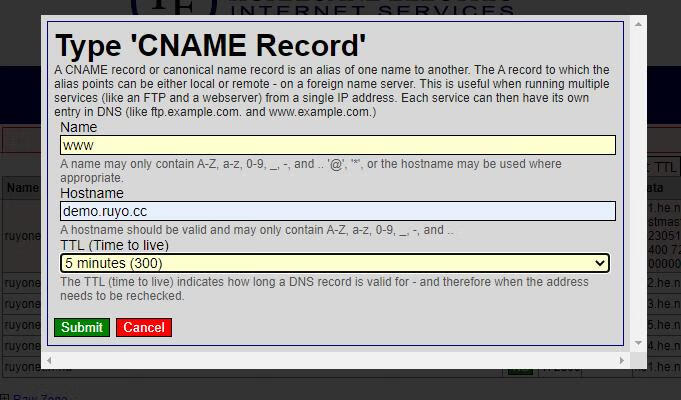 INTERNET SERVICES
Type 'CNAME Record'
A CNAME record or canonical name record is an alias of one name to another. The A record to which the
alias points can be either local or remote - on a foreign name server. This is useful when running multiple
services (like an FTP and a webserver) from a single IP address. Each service can then have its own
entry in DNS (like ftp.example.com. and www.example.com.)
Name
www
A name may only contain A-Z, a-z, 0-9, _, -, and .. '@', '*', or the hostname may be used where
appropriate.
Hostname
demo.ruyo.cc
A hostname should be valid and may only contain A-Z, a-z, 0-9, _, -, and ..
TTL (Time to live)
5 minutes (300)
The TTL (time to live) indicates how long a DNS record is valid for - and therefore when the address
needs to be rechecked.
Submit Cancel
Name
TTL
Raw Zone